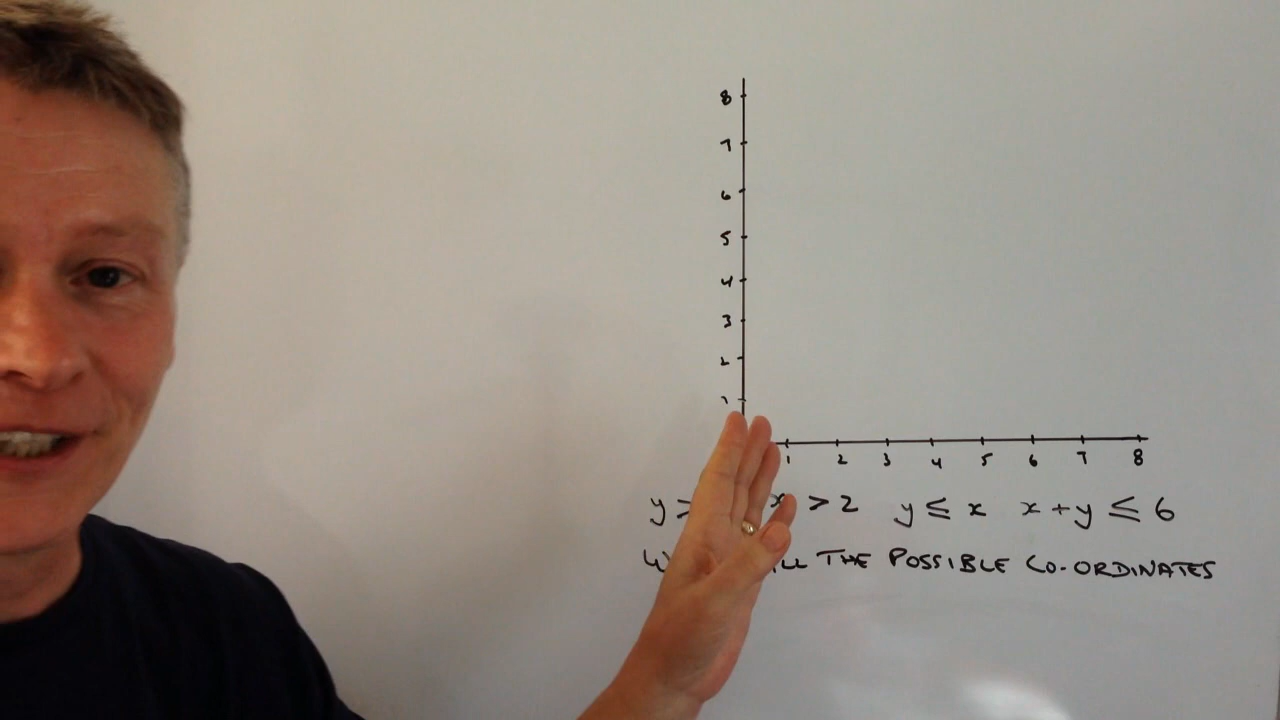 8
7
6
5
4
3
2
1
1 2 3 4 5 6 7 8
y > x > 2 y ≤ x x + y ≤ 6
THE POSSIBLE CO-ORDINATES